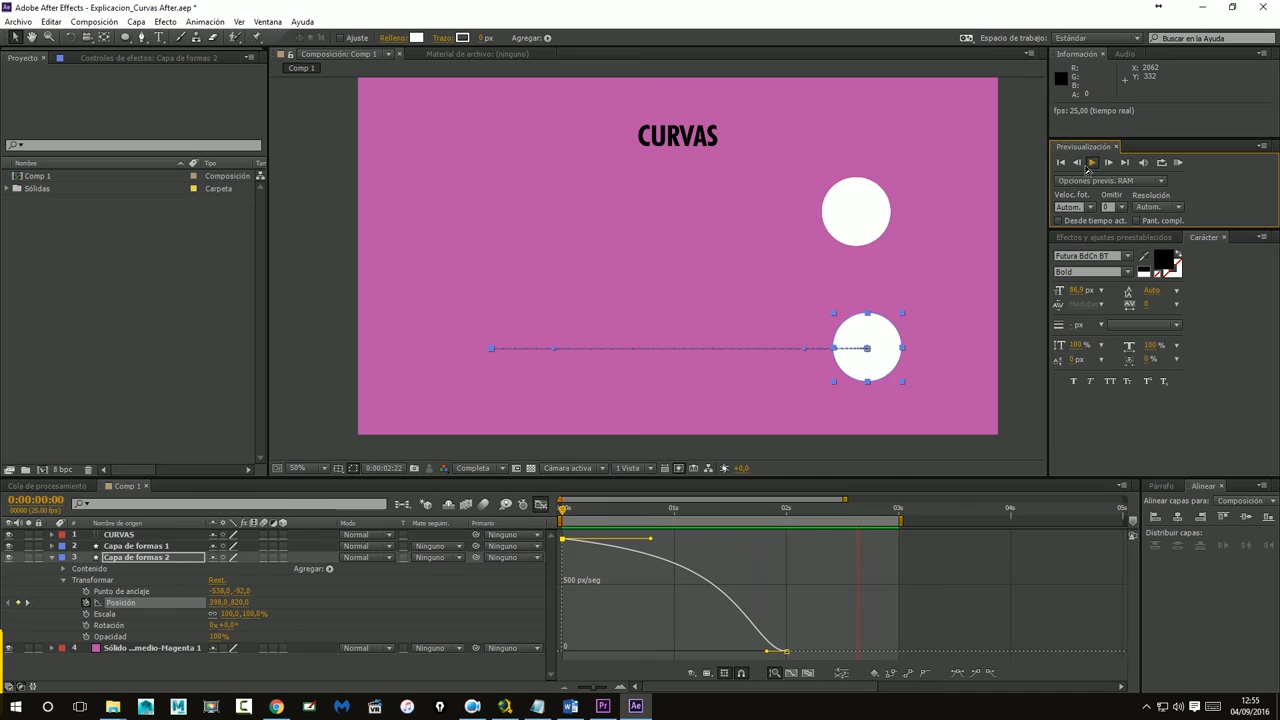 Adobe After Effects - Explicacion_Curvas After.aep *
Archivo Editar Composición Capa Efecto Animación Ver Ventana Ayuda
Ajuste Relleno: Trazo: 0 px Agregar: Espacio de trabajo: Estándar Buscar en la Ayuda
Proyecto Controles de efectos: Capa de formas 2
Composición: Comp 1 Material de archivo: (ninguno)
Comp 1
Información Audio
R: X: 2062
G: Y: 332
B:
A: 0
fps: 25,00 (tiempo real)
Nombre Tipo Tam
Comp 1 Composición
Sólidas Carpeta
CURVAS
Previsualización
Opciones previs. RAM
Veloc. fot. Omitir Resolución
Autom. 0 Autom.
Desde tiempo act. Pant. compl.
Efectos y ajustes preestablecidos Carácter
Futura BdCn BT
Bold
86,9 px Auto
Medidas 0
- px
100 % 100 %
0 px 0 %
T T TT Tt T¹ T₁
8 bpc
50% 0:00:02:22 Completa Cámara activa 1 Vista +0,0
Cola de procesamiento Comp 1
0:00:00:00
00000 (25.00 fps)
Nombre de origen Modo T Mate seguim. Primario
1 T CURVAS Normal Ninguno
2 Capa de formas 1 Normal Ninguno Ninguno
3 Capa de formas 2 Normal Ninguno Ninguno
Contenido Agregar:
Transformar Rest.
Punto de anclaje -538,0,-92,0
Posición 398,0,820,0
Escala 100,0,100,0%
Rotación 0x+0,0°
Opacidad 100%
4 Sólido ...medio-Magenta 1 Normal Ninguno Ninguno
00s 01s 02s 03s 04s 05s
500 px/seg
0
Párrafo Alinear
Alinear capas para: Composición
Distribuir capas:
12:55
04/09/2016